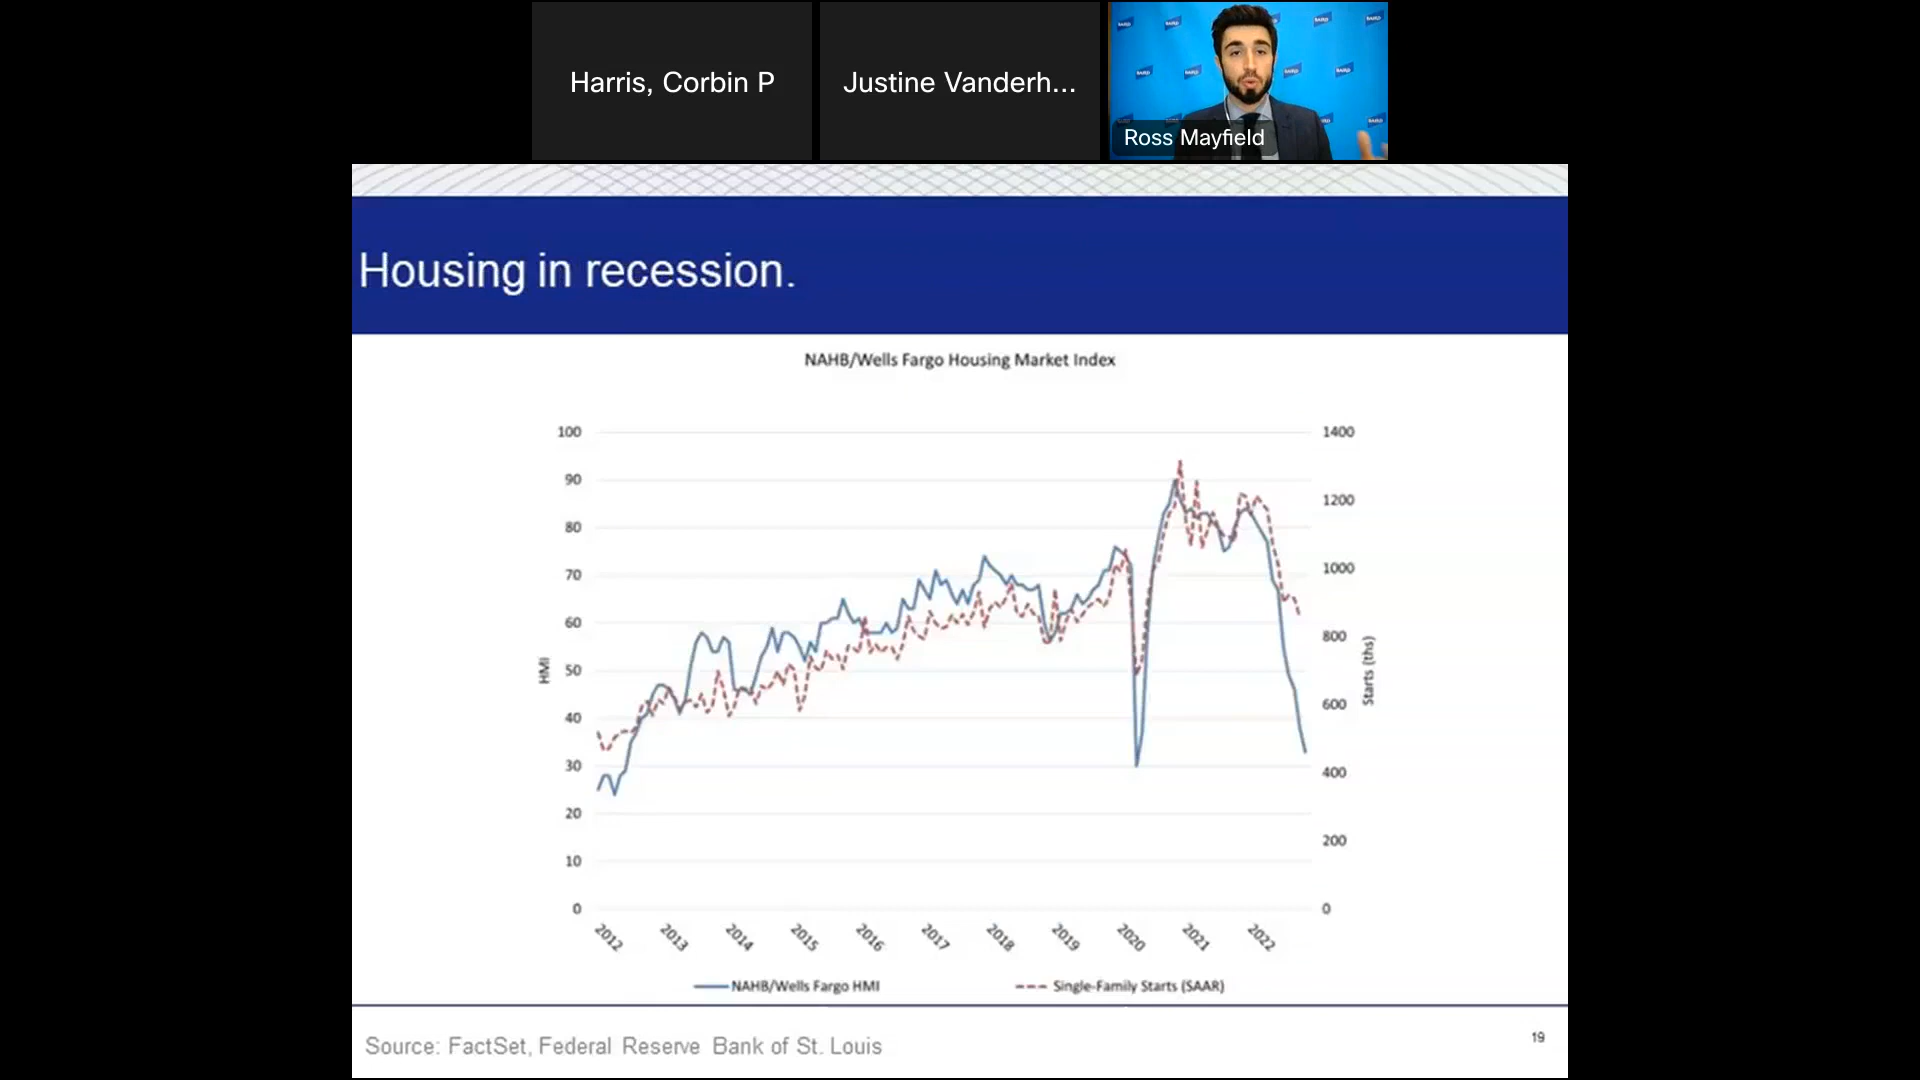 Harris, Corbin P
Justine Vanderh...
BAIRD
Ross Mayfield
Housing in recession.
NAHB/Wells Fargo Housing Market Index
100
90
80
70
60
50
40
30
20
10
0
HMI
1400
1200
1000
800
600
400
200
0
Starts (ths)
2012
2013
2014
2015
2016
2017
2018
2019
2020
2021
2022
NAHB/Wells Fargo HMI
Single-Family Starts (SAAR)
Source: FactSet, Federal Reserve Bank of St. Louis
19